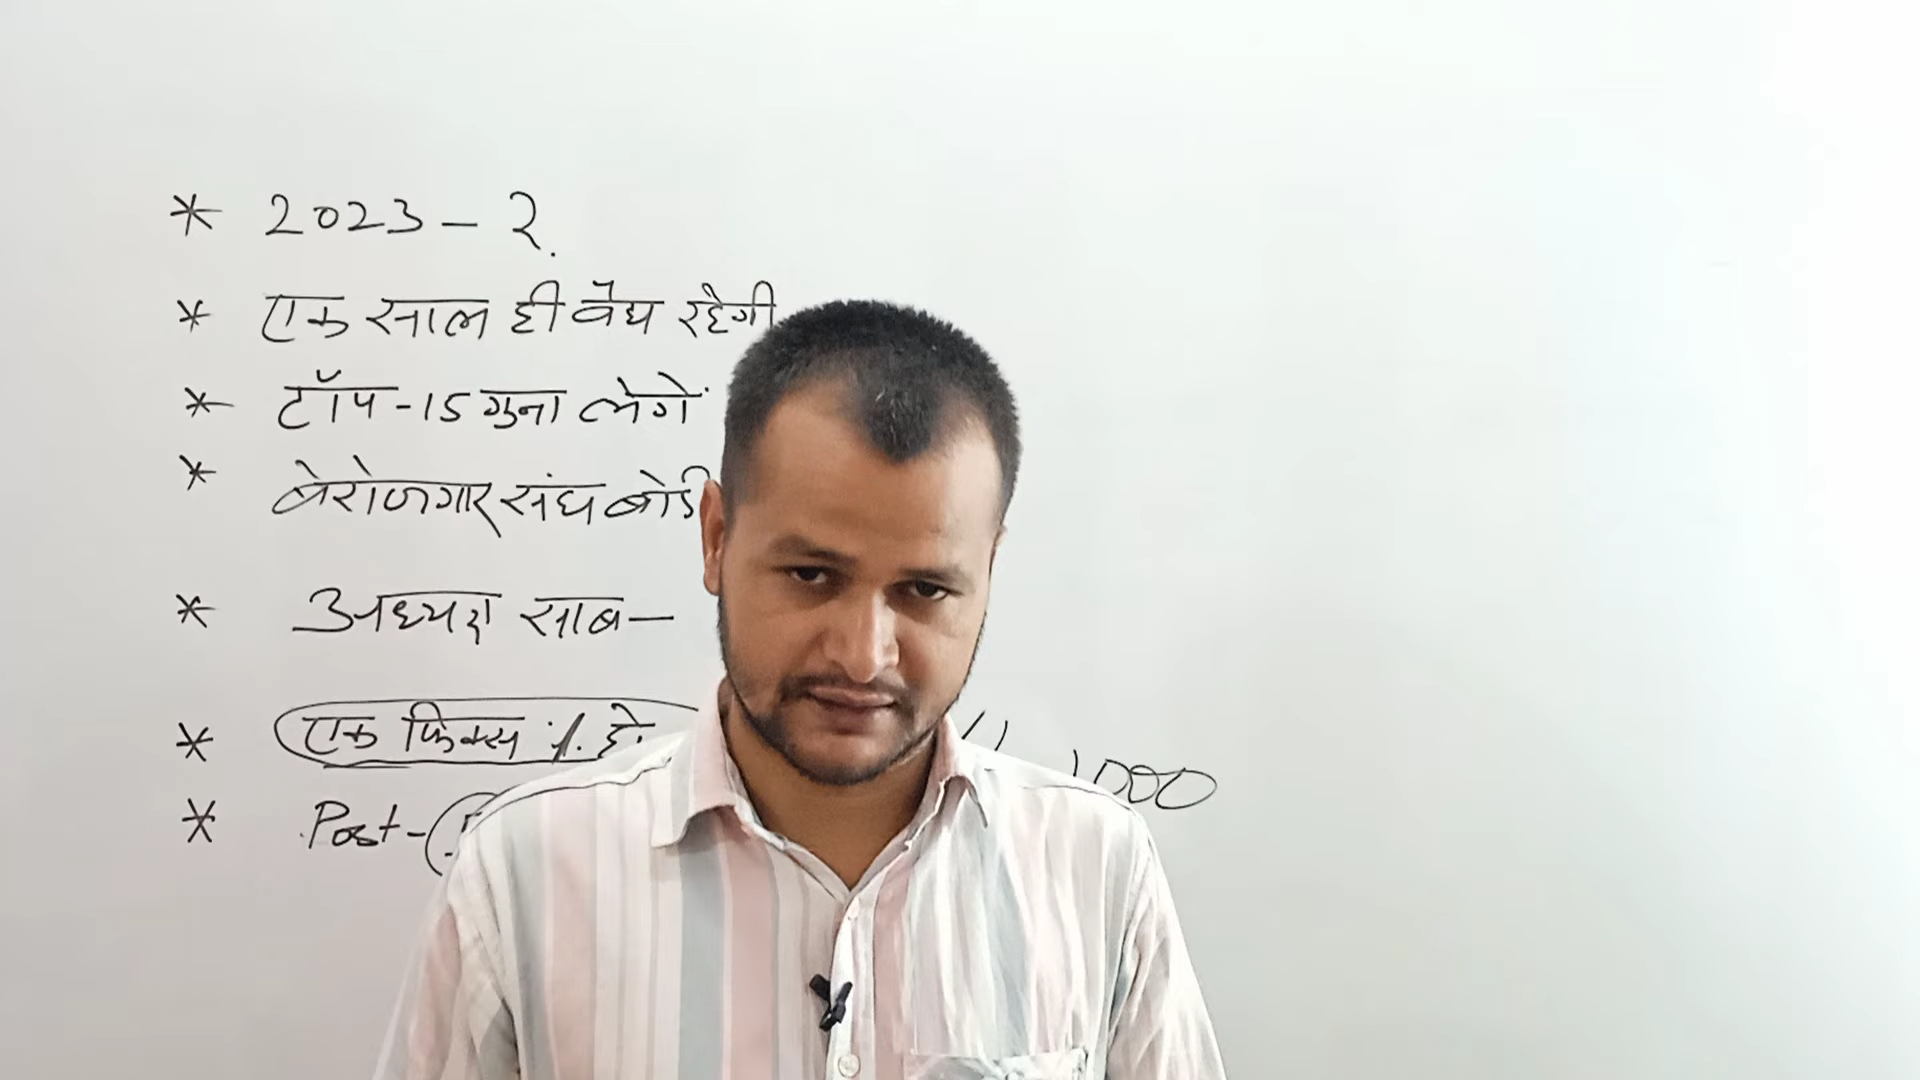 * 2023 - २.
* एक साल ही वैध रहेगी
* टॉप -15 गुना लेगें
* बेरोजगार संघ बोर्ड
* अध्यक्ष साब-
* एक फिक्स %. हो
1000
* Post-